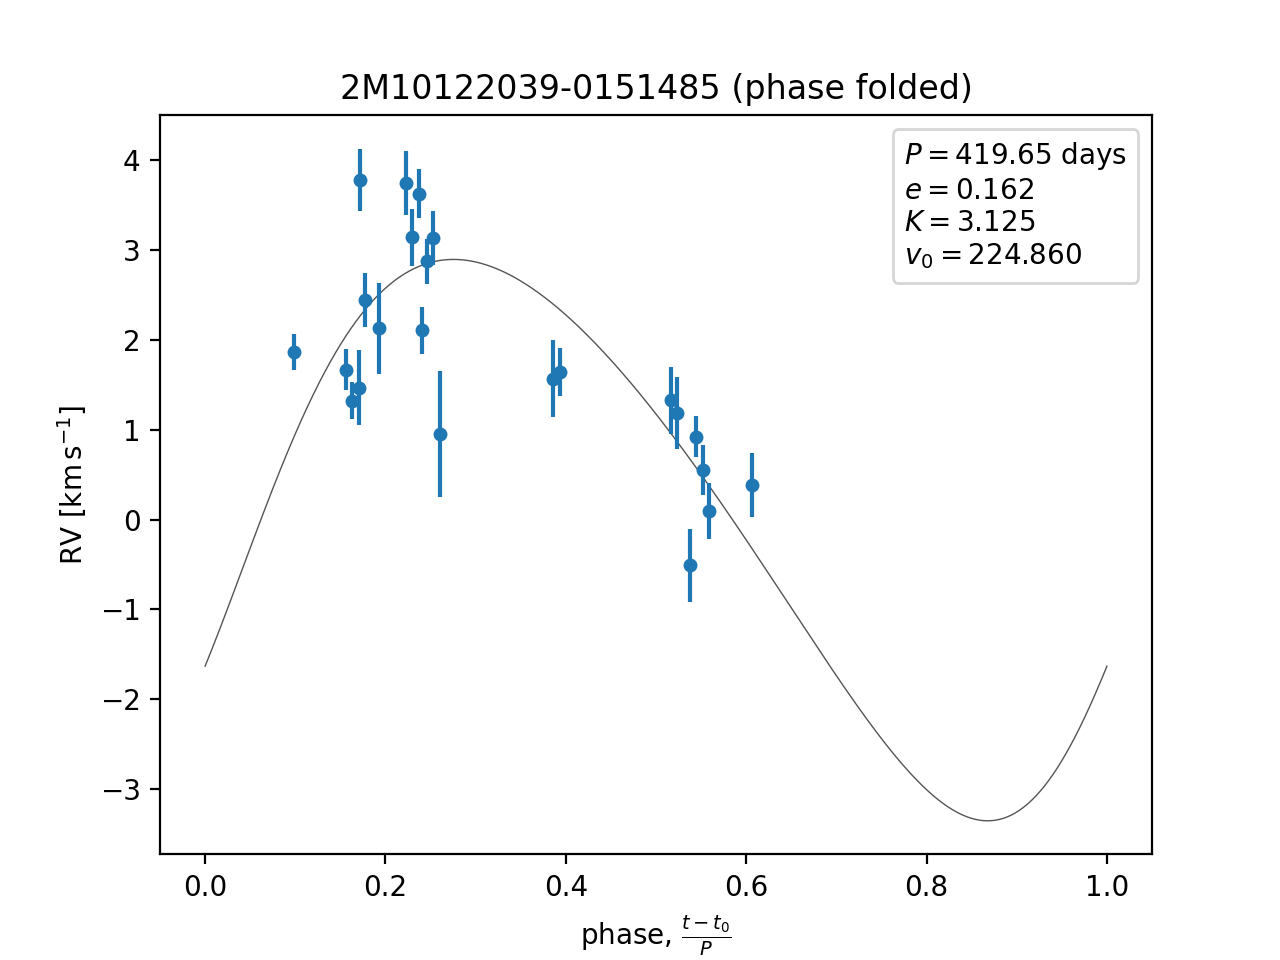 2M10122039-0151485 (phase folded)
P = 419.65 days
e = 0.162
K = 3.125
v₀ = 224.860
4
3
2
1
0
−1
−2
−3
RV [km s⁻¹]
0.0 0.2 0.4 0.6 0.8 1.0
phase, (t − t₀)/P